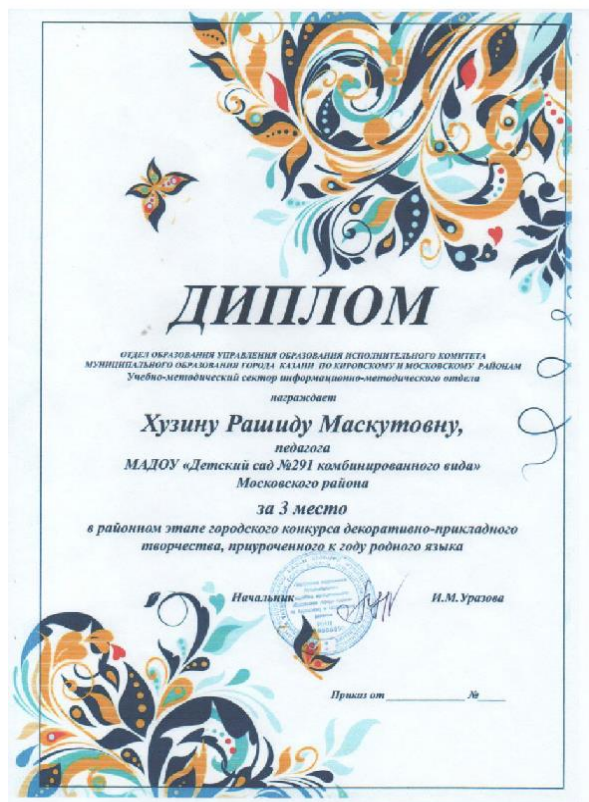 ДИПЛОМ
ОТДЕЛ ОБРАЗОВАНИЯ УПРАВЛЕНИЯ ОБРАЗОВАНИЯ ИСПОЛНИТЕЛЬНОГО КОМИТЕТА
МУНИЦИПАЛЬНОГО ОБРАЗОВАНИЯ ГОРОДА КАЗАНИ ПО КИРОВСКОМУ И МОСКОВСКОМУ РАЙОНАМ
Учебно-методический сектор информационно-методического отдела
награждает
Хузину Рашиду Маскутовну,
педагога
МАДОУ «Детский сад №291 комбинированного вида»
Московского района
за 3 место
в районном этапе городского конкурса декоративно-прикладного
творчества, приуроченного к году родного языка
Начальник И.М.Уразова
Приказ от ______________ №_____